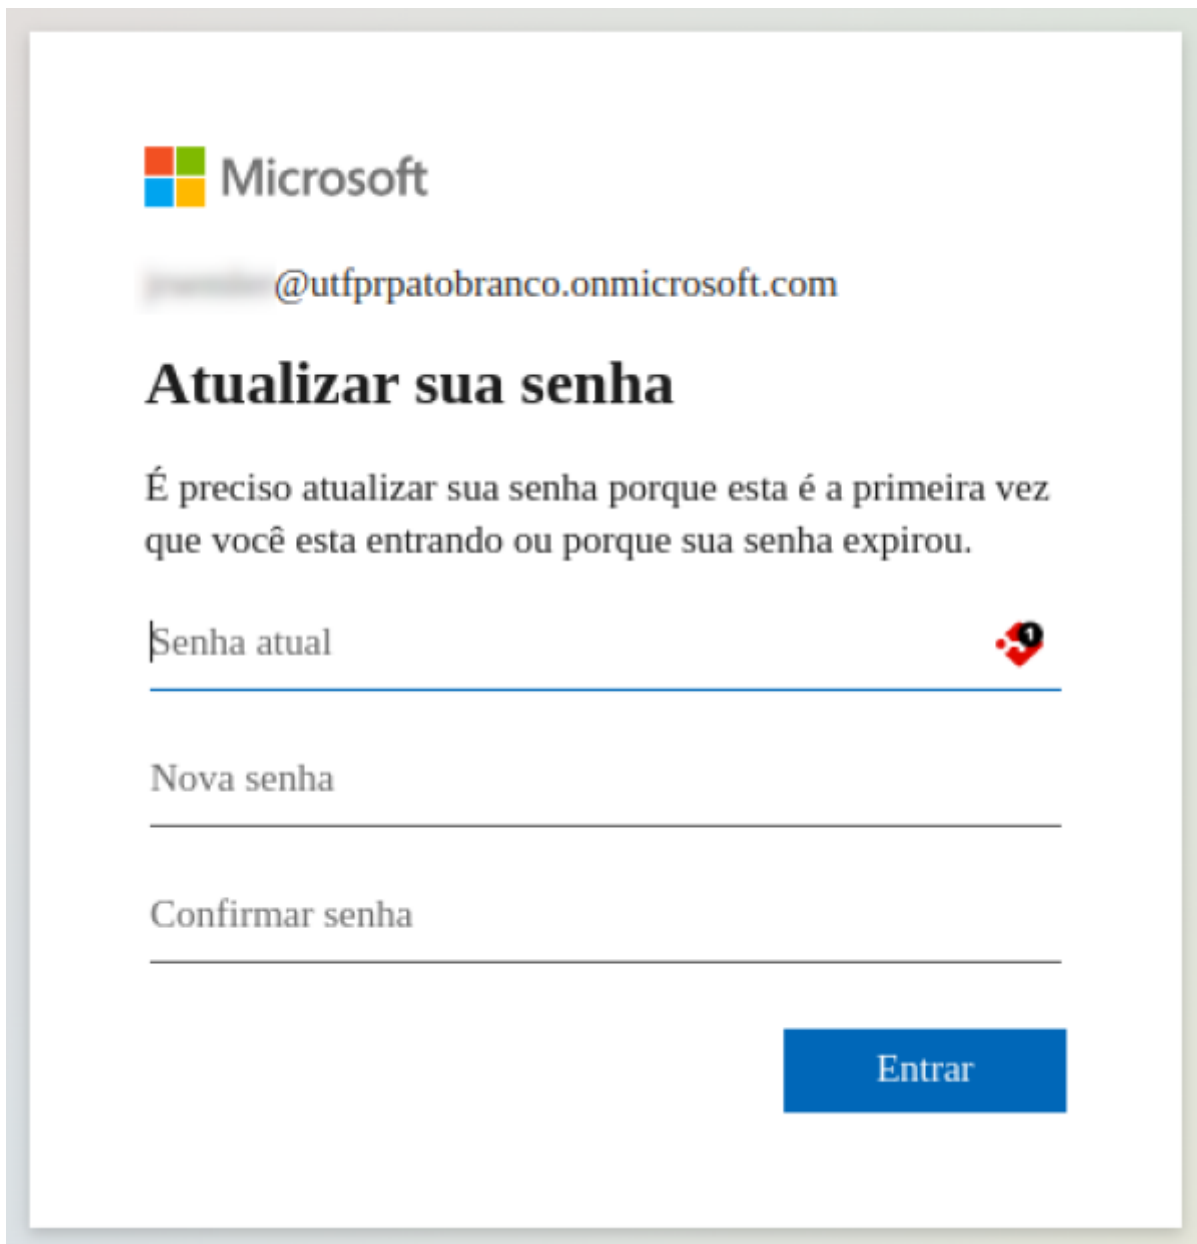 Microsoft
@utfprpatobranco.onmicrosoft.com
Atualizar sua senha
É preciso atualizar sua senha porque esta é a primeira vez
que você esta entrando ou porque sua senha expirou.
Senha atual
1
Nova senha
Confirmar senha
Entrar